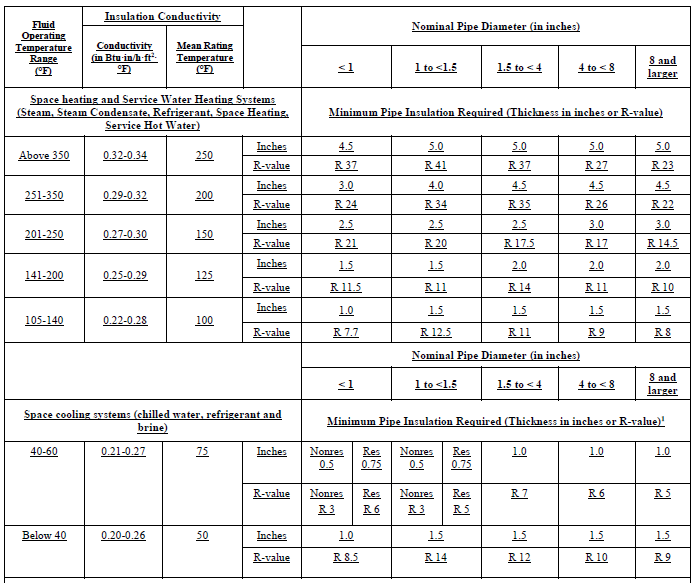 Fluid Operating Temperature Range (°F) Insulation Conductivity Nominal Pipe Diameter (in inches)
Conductivity (in Btu·in/h·ft²· °F) Mean Rating Temperature (°F) < 1 1 to <1.5 1.5 to < 4 4 to < 8 8 and larger
Space heating and Service Water Heating Systems (Steam, Steam Condensate, Refrigerant, Space Heating, Service Hot Water) Minimum Pipe Insulation Required (Thickness in inches or R-value)
Above 350 0.32-0.34 250 Inches 4.5 5.0 5.0 5.0 5.0
R-value R 37 R 41 R 37 R 27 R 23
251-350 0.29-0.32 200 Inches 3.0 4.0 4.5 4.5 4.5
R-value R 24 R 34 R 35 R 26 R 22
201-250 0.27-0.30 150 Inches 2.5 2.5 2.5 3.0 3.0
R-value R 21 R 20 R 17.5 R 17 R 14.5
141-200 0.25-0.29 125 Inches 1.5 1.5 2.0 2.0 2.0
R-value R 11.5 R 11 R 14 R 11 R 10
105-140 0.22-0.28 100 Inches 1.0 1.5 1.5 1.5 1.5
R-value R 7.7 R 12.5 R 11 R 9 R 8
Nominal Pipe Diameter (in inches)
< 1 1 to <1.5 1.5 to < 4 4 to < 8 8 and larger
Space cooling systems (chilled water, refrigerant and brine) Minimum Pipe Insulation Required (Thickness in inches or R-value)¹
40-60 0.21-0.27 75 Inches Nonres 0.5 Res 0.75 Nonres 0.5 Res 0.75 1.0 1.0 1.0
R-value Nonres R 3 Res R 6 Nonres R 3 Res R 5 R 7 R 6 R 5
Below 40 0.20-0.26 50 Inches 1.0 1.5 1.5 1.5 1.5
R-value R 8.5 R 14 R 12 R 10 R 9